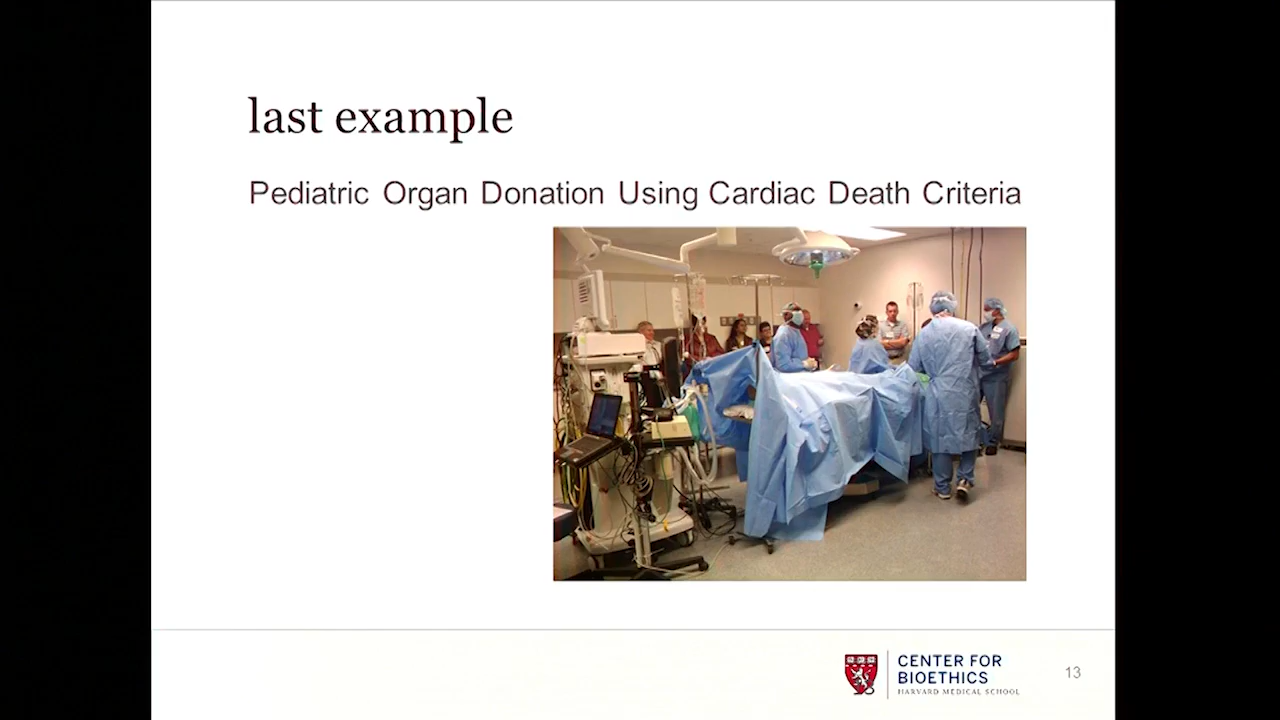 last example
Pediatric Organ Donation Using Cardiac Death Criteria
CENTER FOR
BIOETHICS
HARVARD MEDICAL SCHOOL
13